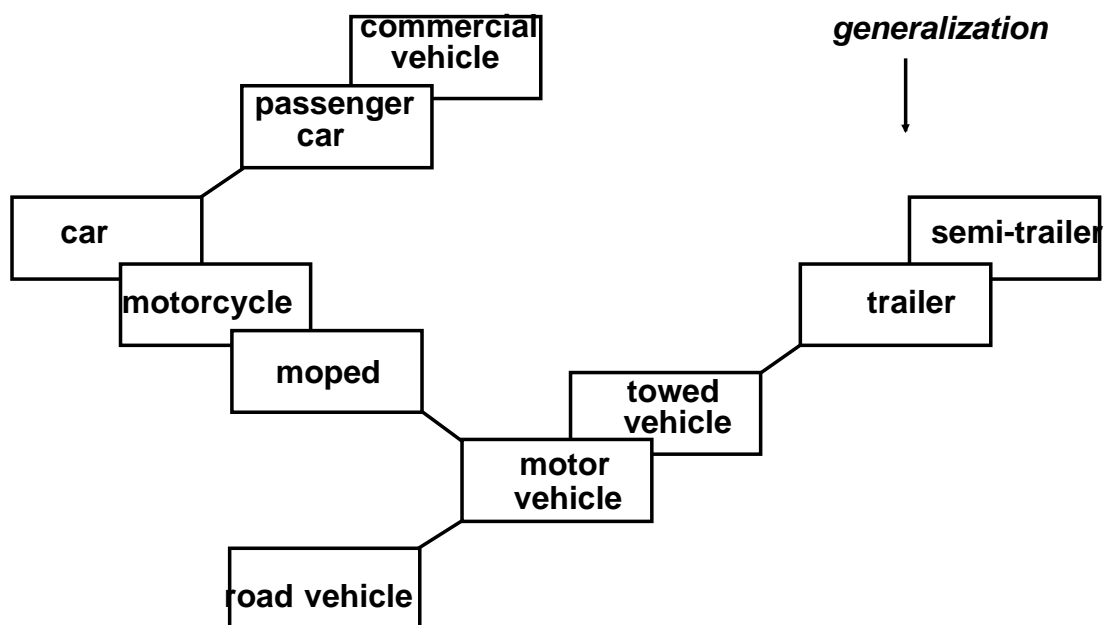 commercial
vehicle
generalization
passenger
car
car
semi-trailer
motorcycle
trailer
moped
towed
vehicle
motor
vehicle
road vehicle